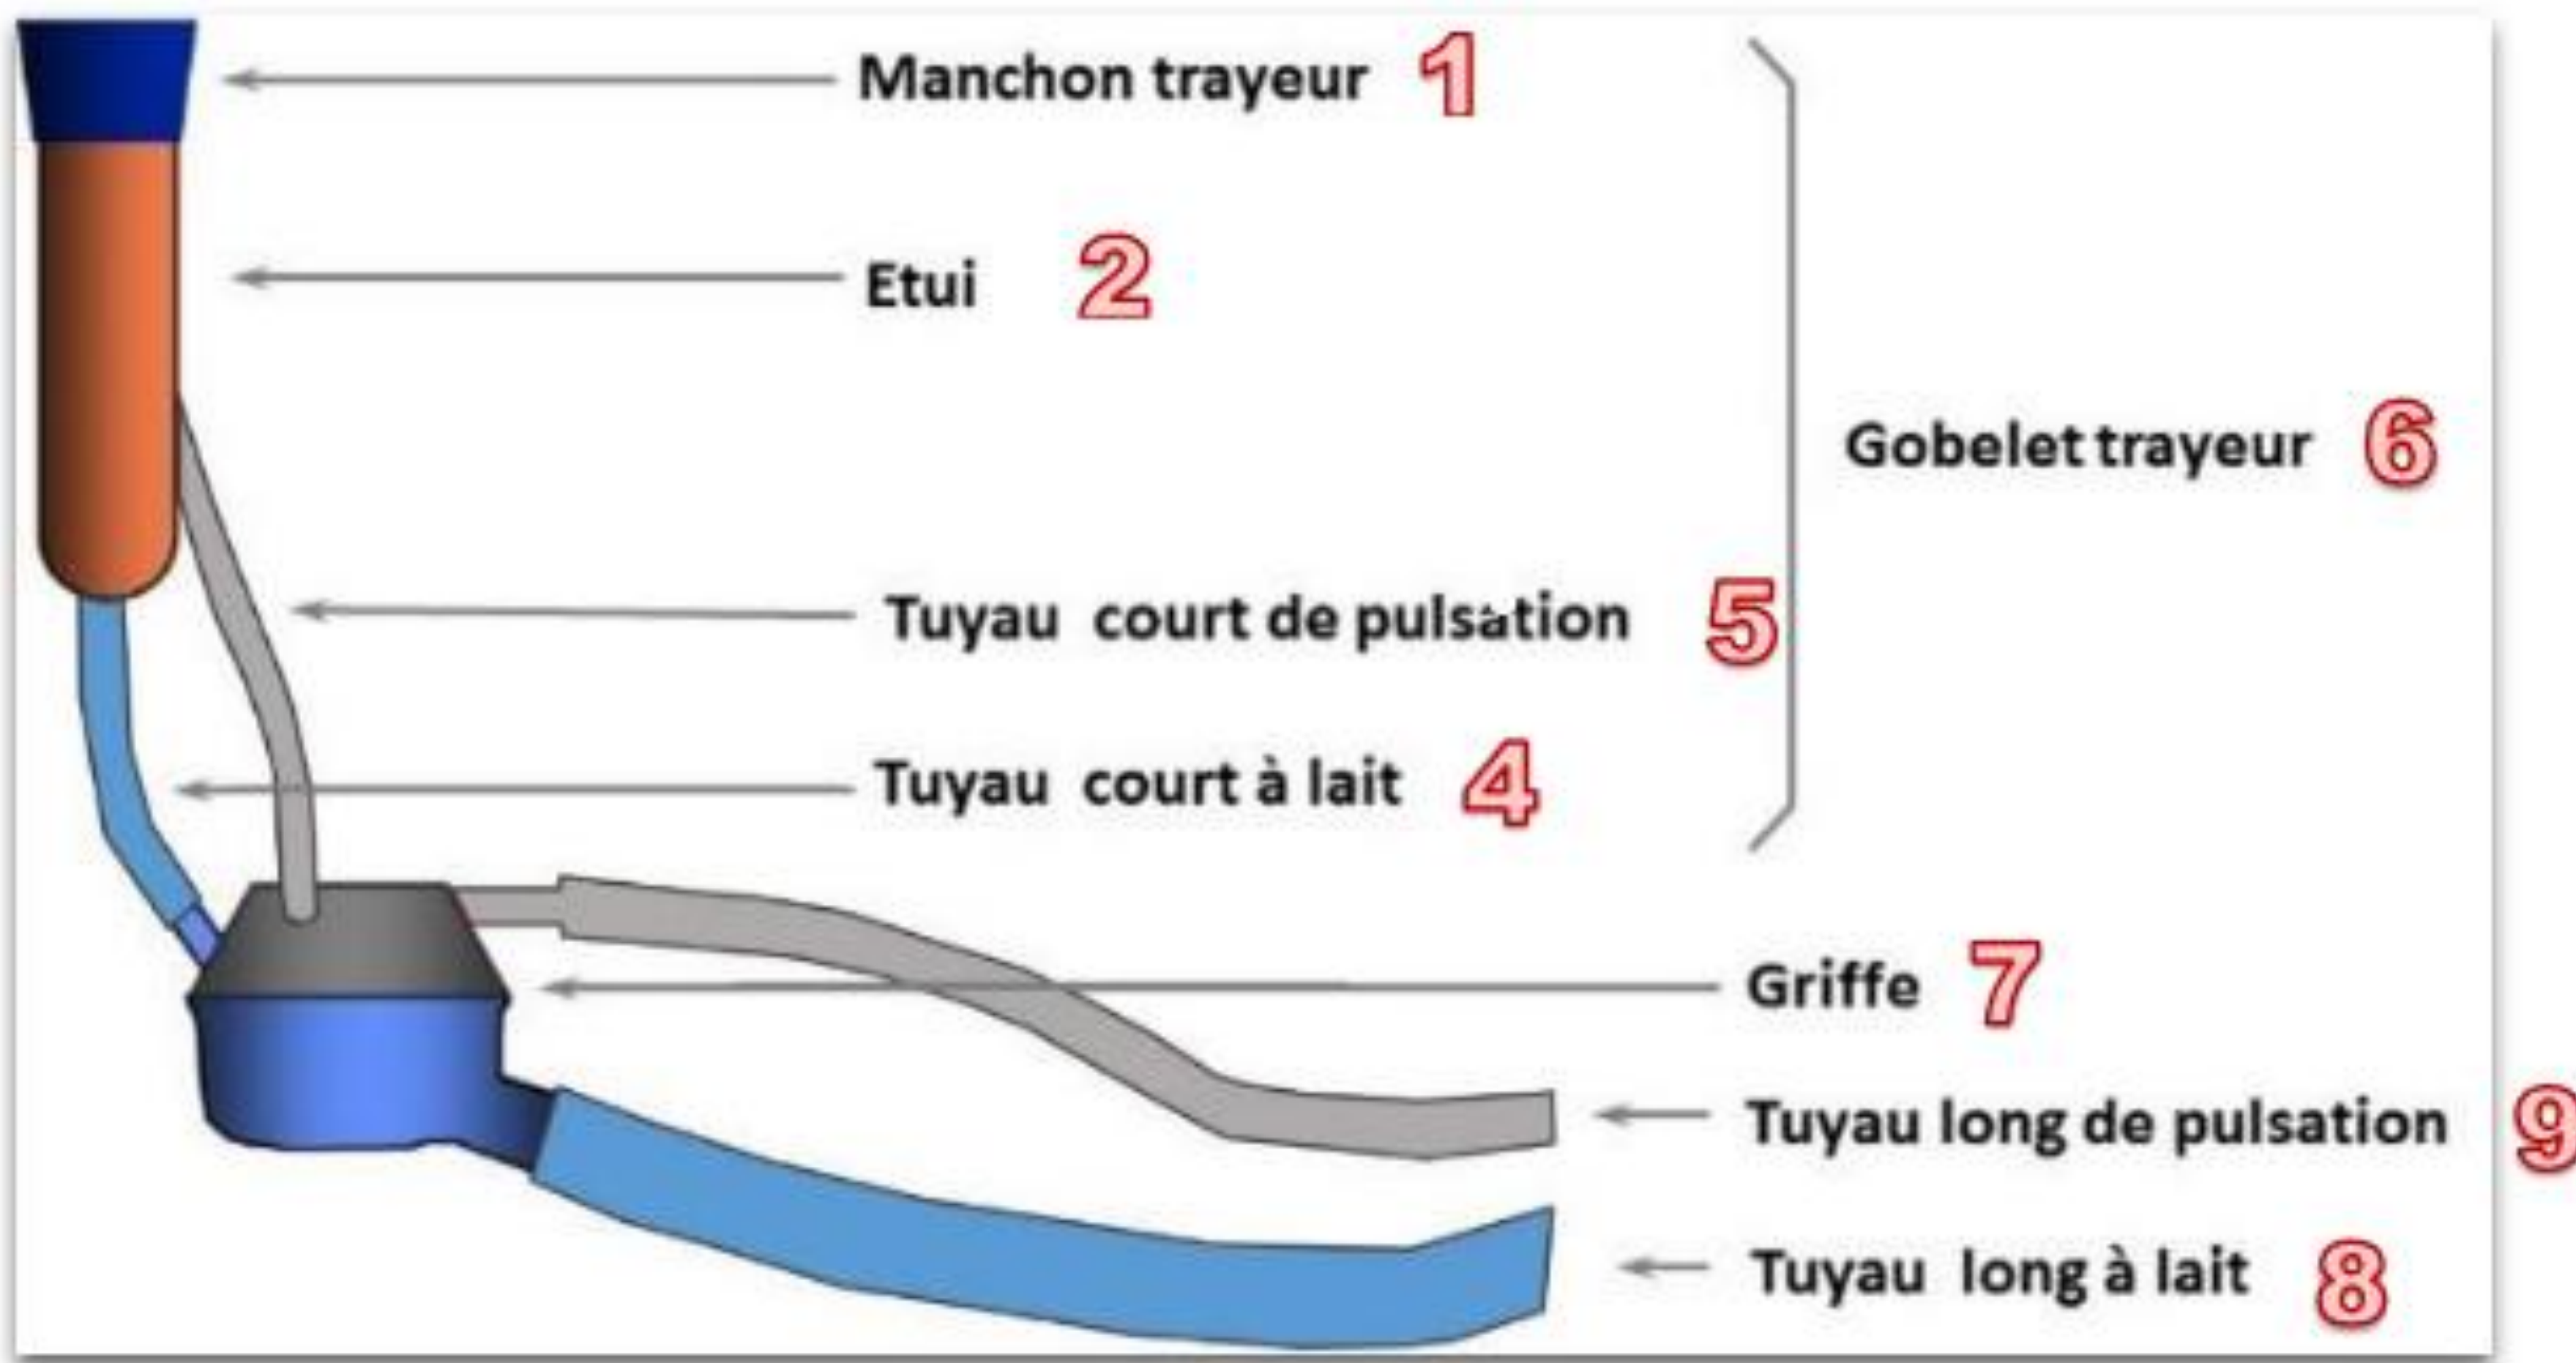 Manchon trayeur 1
Etui 2
Gobelet trayeur 6
Tuyau court de pulsation 5
Tuyau court à lait 4
Griffe 7
Tuyau long de pulsation 9
Tuyau long à lait 8